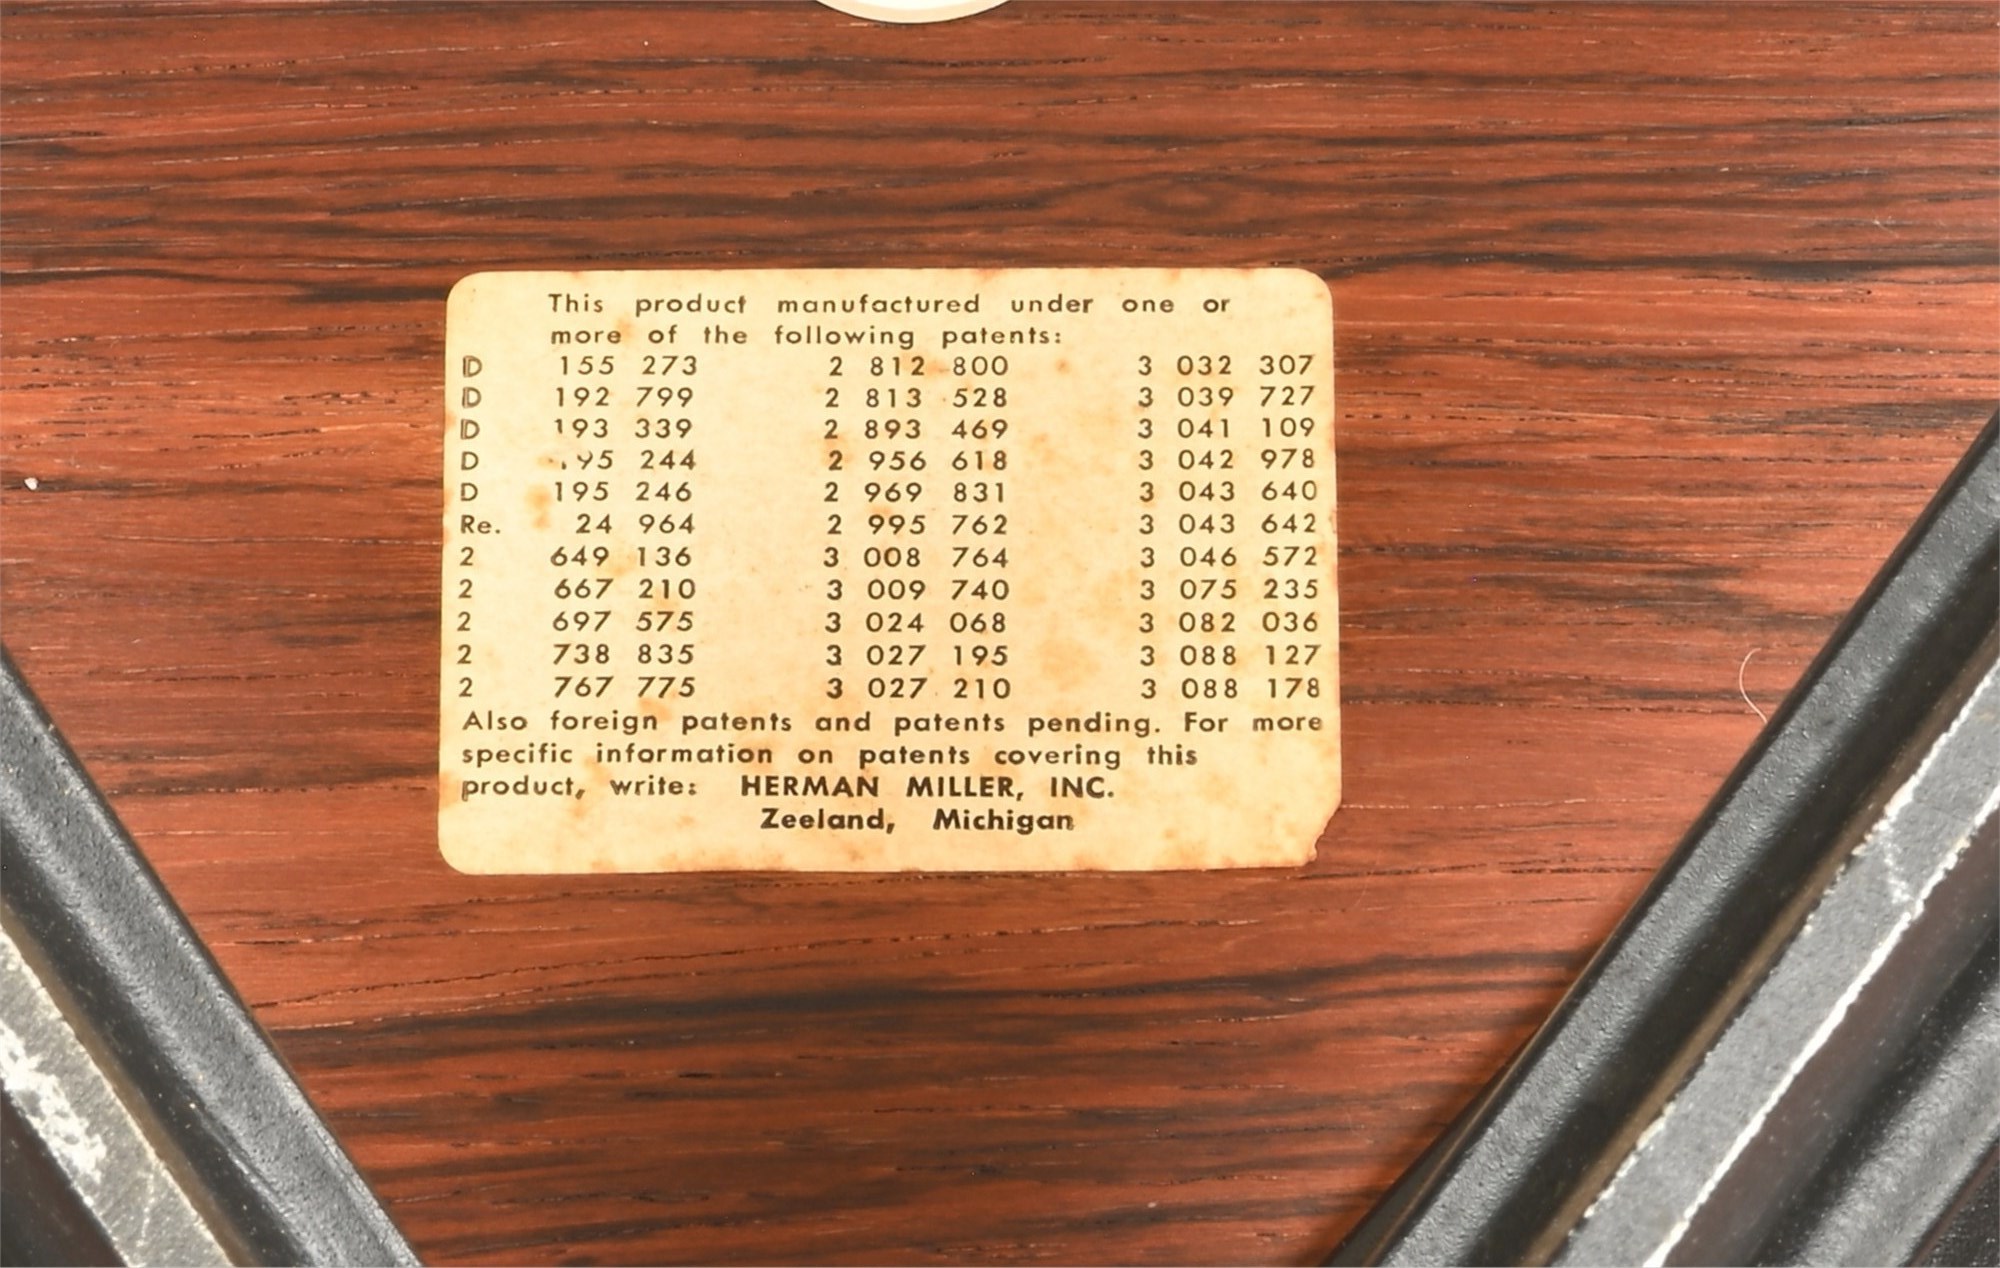 This product manufactured under one or
more of the following patents:
D 155 273 2 812 800 3 032 307
D 192 799 2 813 528 3 039 727
D 193 339 2 893 469 3 041 109
D 195 244 2 956 618 3 042 978
D 195 246 2 969 831 3 043 640
Re. 24 964 2 995 762 3 043 642
2 649 136 3 008 764 3 046 572
2 667 210 3 009 740 3 075 235
2 697 575 3 024 068 3 082 036
2 738 835 3 027 195 3 088 127
2 767 775 3 027 210 3 088 178
Also foreign patents and patents pending. For more
specific information on patents covering this
product, write: HERMAN MILLER, INC.
Zeeland, Michigan